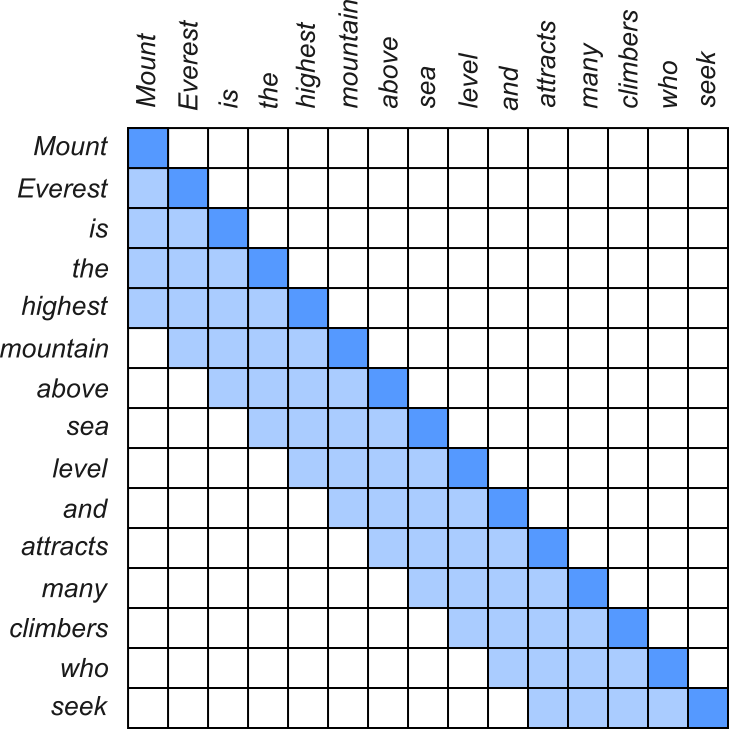 Mount Everest is the highest mountain above sea level and attracts many climbers who seek
Mount
Everest
is
the
highest
mountain
above
sea
level
and
attracts
many
climbers
who
seek